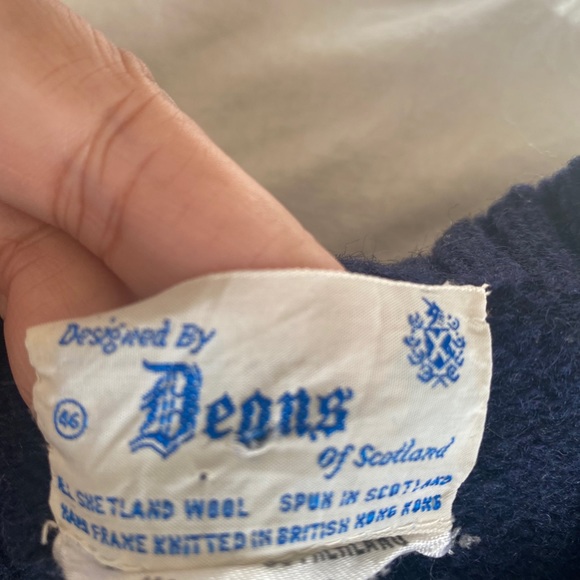 Designed By
Deans
46
Of Scotland
ALL SHETLAND WOOL SPUN IN SCOTLAND
HAND FRAME KNITTED IN BRITISH HONG KONG